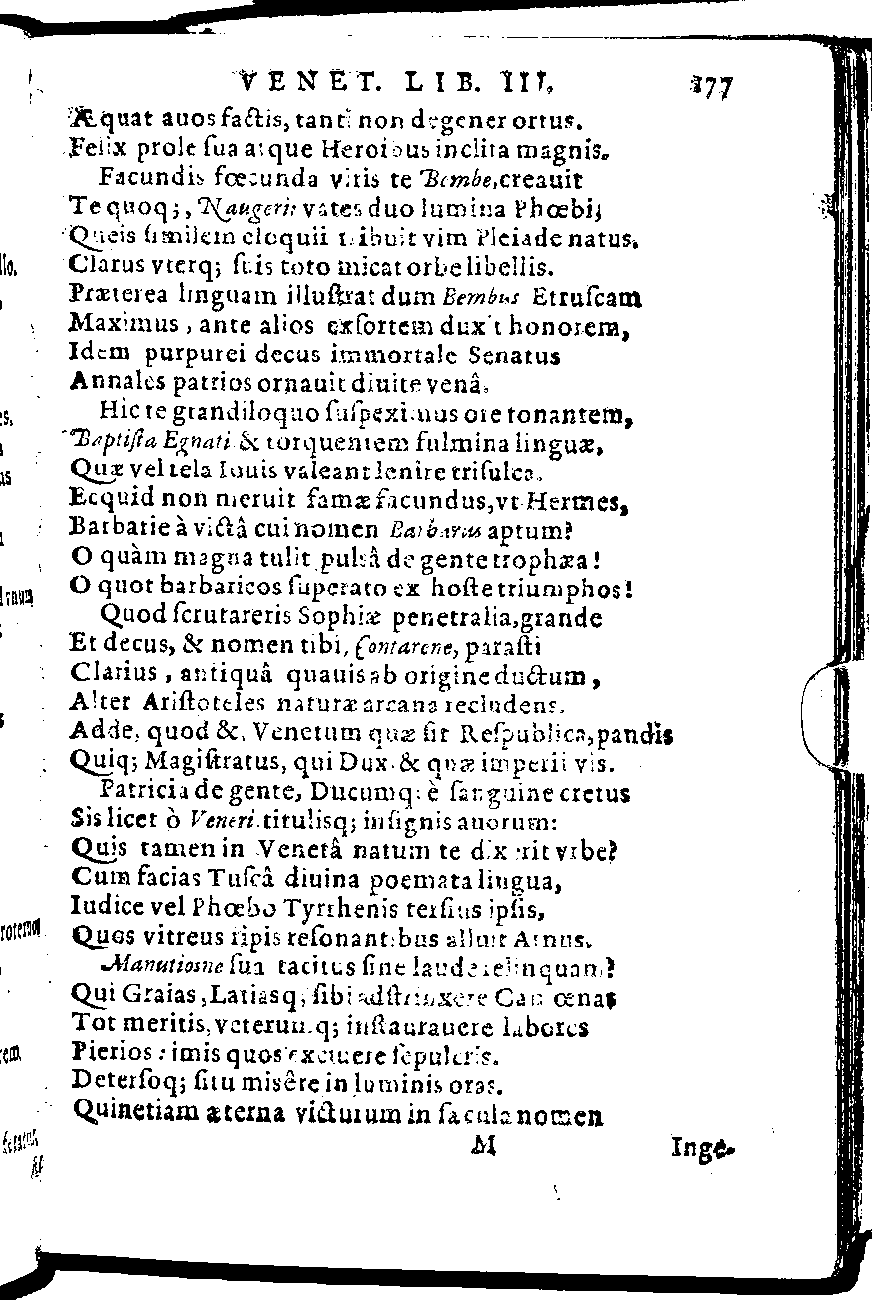 VENET. LIB. III. 177
Æquat auos factis, tanti non degener ortus.
Felix prole sua atque Heroibus inclita magnis.
Facundis fœcunda viris te Bembe, creauit
Te quoq;, Naugeri: vates duo lumina Phœbij
Queis similem eloquii tribuit vim Pleiade natus.
Clarus vterq; suis toto micat orbe libellis.
Præterea linguam illustrat dum Bembus Etruscam
Maximus, ante alios exsortem duxit honorem,
Idem purpurei decus immortale Senatus
Annales patrios ornauit diuite venâ.
Hic te grandiloquo suspeximus ore tonantem,
Baptista Egnati & torquentem fulmina linguæ,
Quæ vel tela Iouis valeant lenire trisulca.
Ecquid non meruit famæ facundus, vt Hermes,
Barbarie à victâ cui nomen Barbarus aptum?
O quàm magna tulit pulsâ de gente trophæa!
O quot barbaricos superato ex hoste triumphos!
Quod scrutareris Sophiæ penetralia, grande
Et decus, & nomen tibi, Contarene, parasti
Clarius, antiquâ quauis ab origine ductum,
Alter Aristoteles naturæ arcana recludens.
Adde, quod &, Venetum quæ sit Respublica, pandis
Quiq; Magistratus, qui Dux & quæ imperii vis.
Patricia de gente, Ducumq; è sanguine cretus
Sis licet ò Veneri titulisq; insignis auorum:
Quis tamen in Venetâ natum te dixerit vrbe?
Cum facias Tuscâ diuina poemata lingua,
Iudice vel Phœbo Tyrrhenis tersius ipsis,
Quos vitreus ripis resonantibus alluit Arnus.
Manutiosne sua tacitus sine laude relinquam?
Qui Graias, Latiasq; sibi adstrinxere Camœnas
Tot meritis, veterumq; instaurauere labores
Pierios: imis quos exciuere sepulcris.
Detersoq; situ misêre in luminis oras.
Quinetiam æterna victurum in sæcula nomen
M Inge-